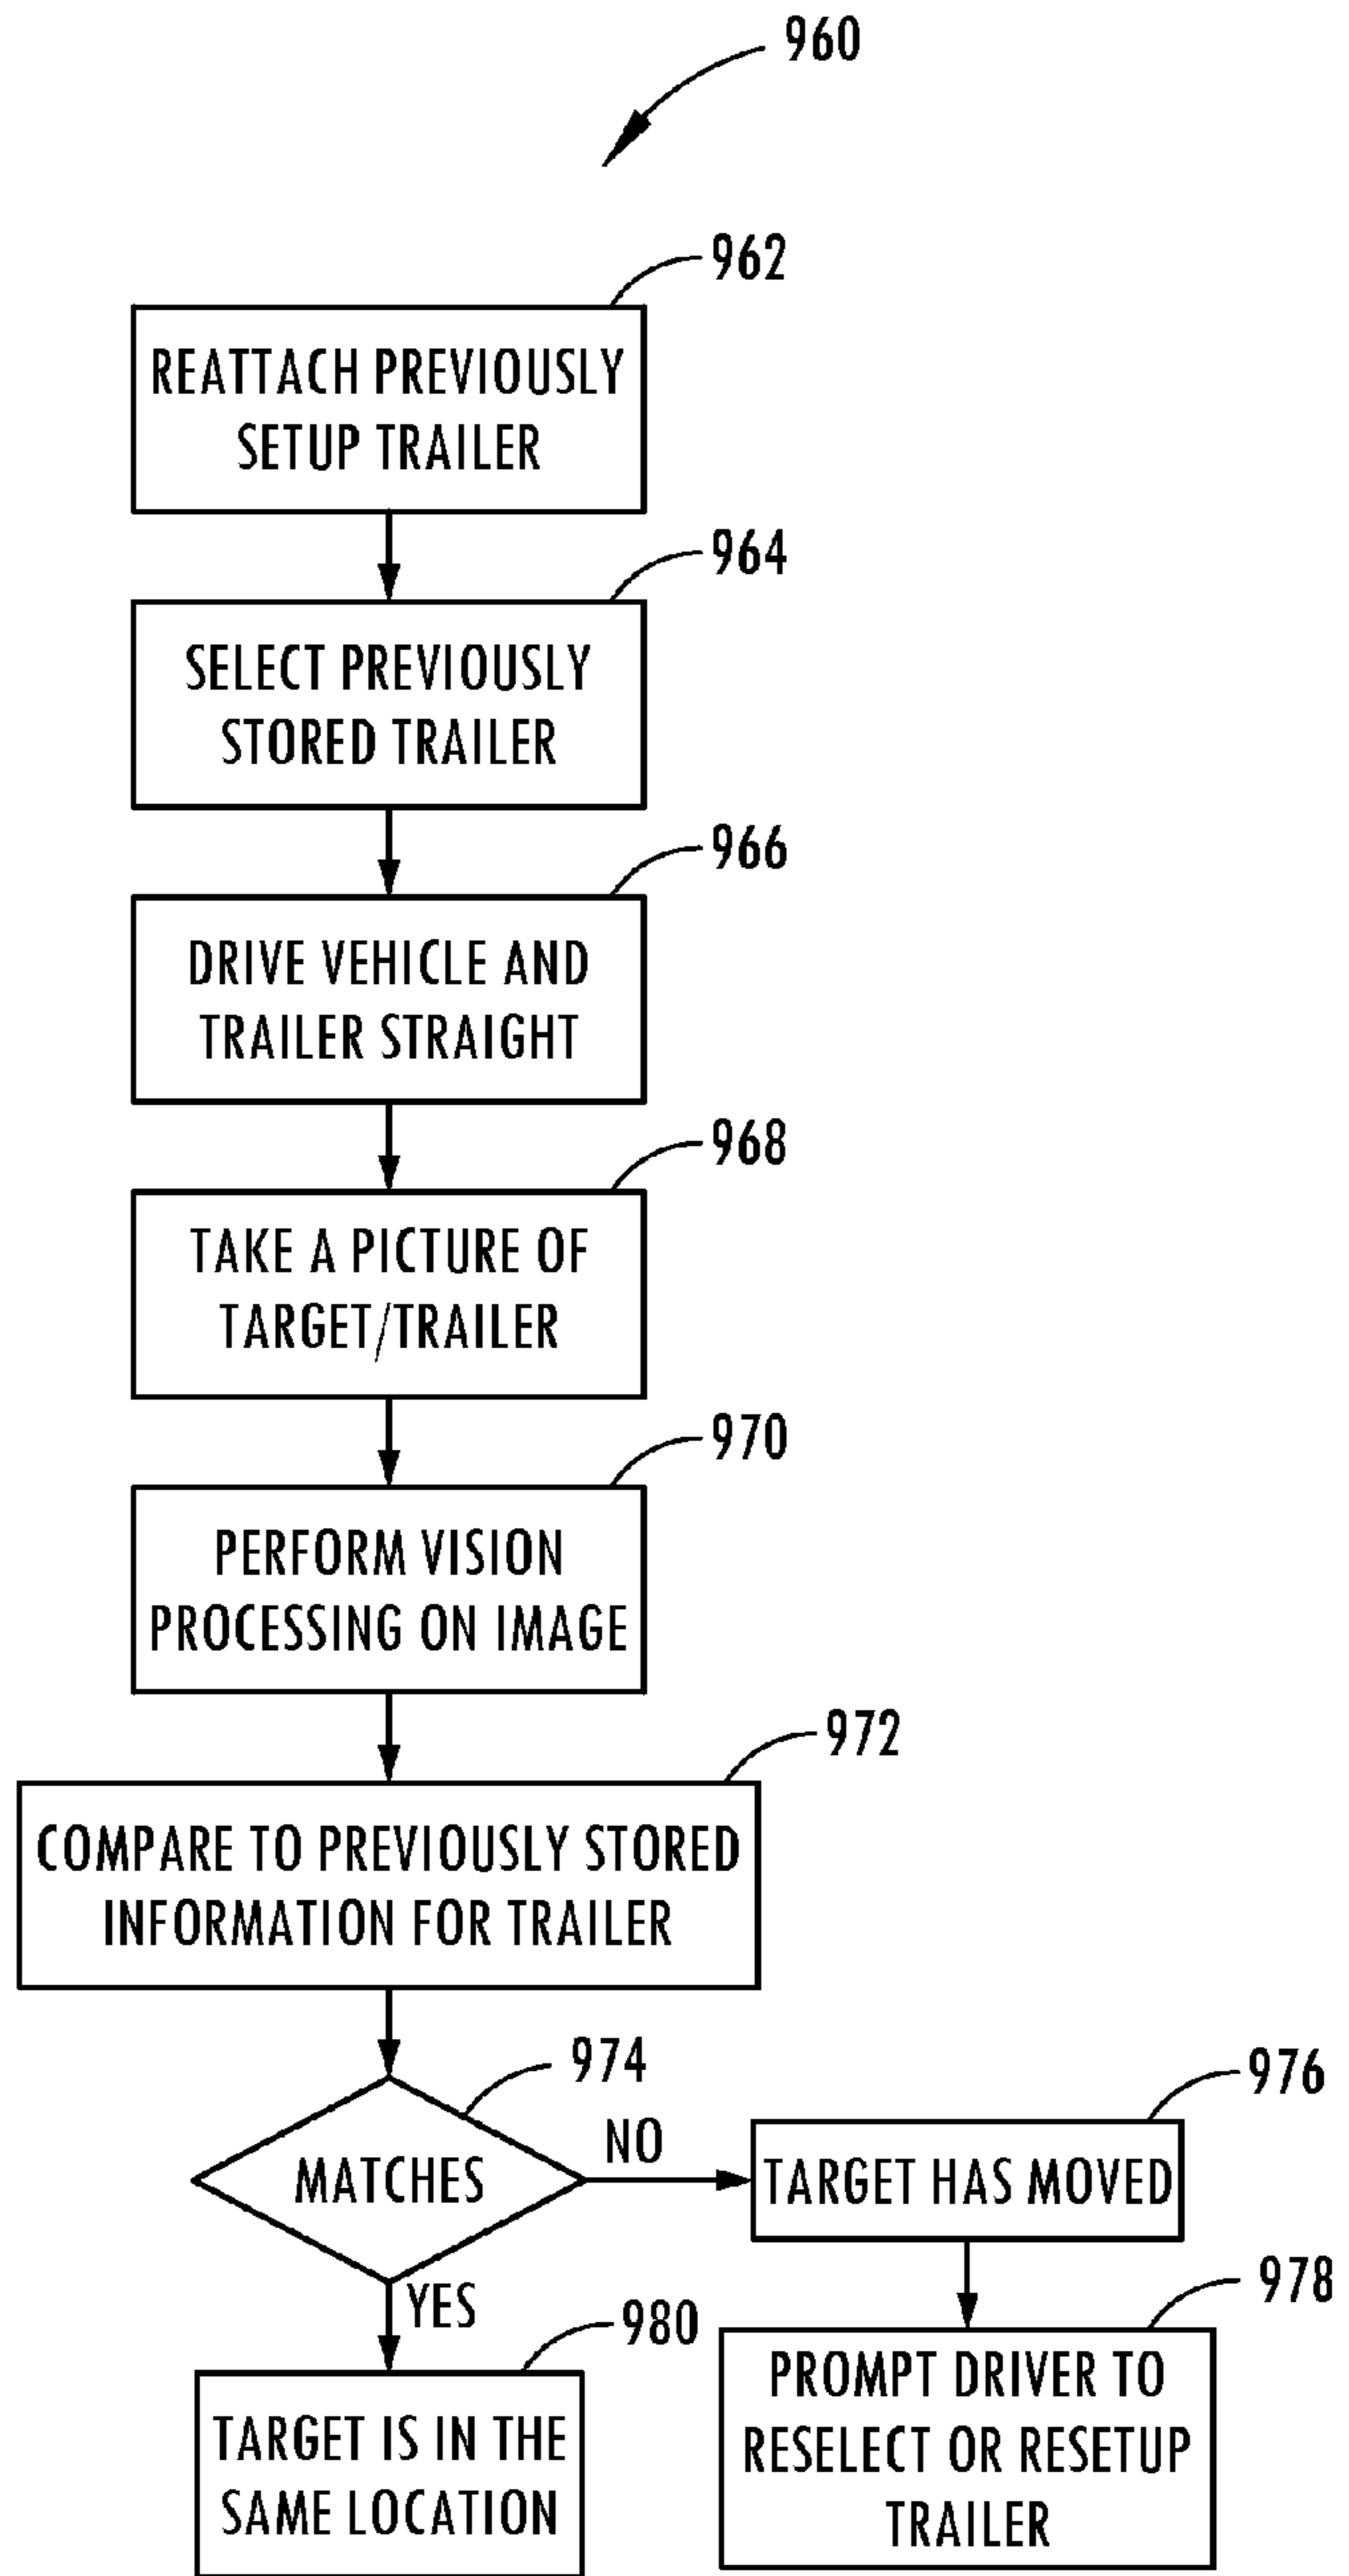 960
962
REATTACH PREVIOUSLY
SETUP TRAILER
964
SELECT PREVIOUSLY
STORED TRAILER
966
DRIVE VEHICLE AND
TRAILER STRAIGHT
968
TAKE A PICTURE OF
TARGET/TRAILER
970
PERFORM VISION
PROCESSING ON IMAGE
972
COMPARE TO PREVIOUSLY STORED
INFORMATION FOR TRAILER
974
MATCHES
NO
976
TARGET HAS MOVED
978
PROMPT DRIVER TO
RESELECT OR RESETUP
TRAILER
YES
980
TARGET IS IN THE
SAME LOCATION